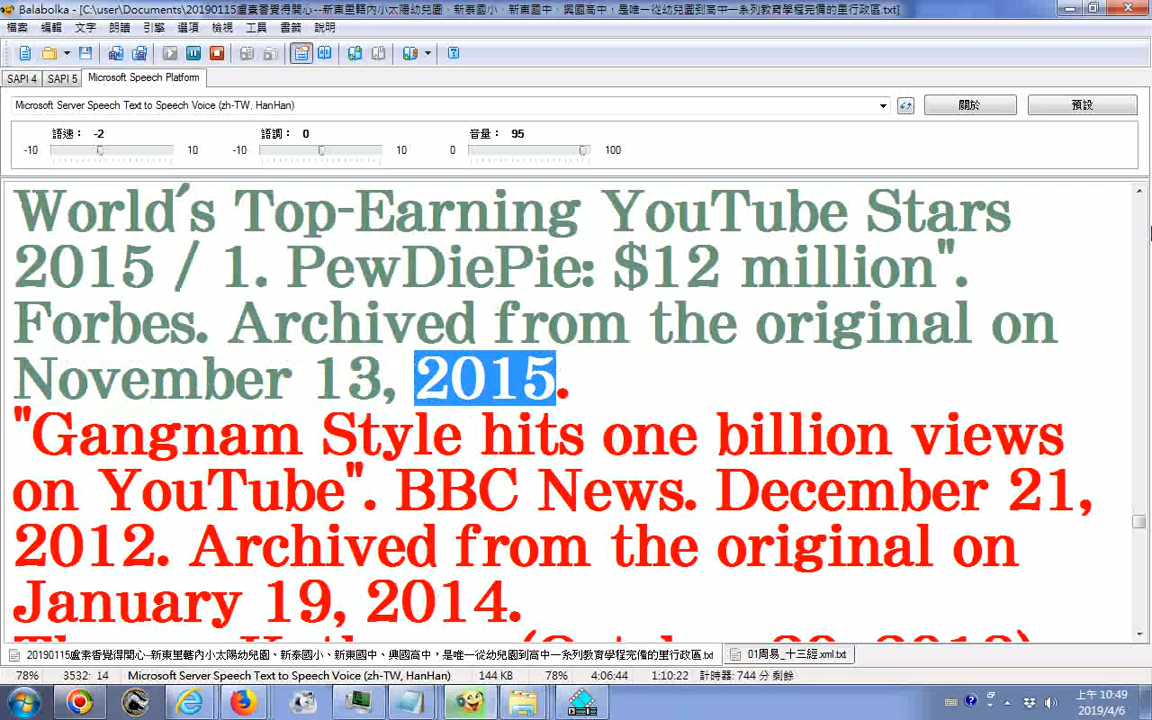 Balabolka - [C:\user\Documents\20190115盧素香覺得開心--新東里轄內小太陽幼兒園、新泰國小、新東國中、興國高中，是唯一從幼兒園到高中一系列教育學程完備的里行政區.txt]
檔案 編輯 文字 朗讀 引擎 選項 檢視 工具 書籤 說明
SAPI 4 SAPI 5 Microsoft Speech Platform
Microsoft Server Speech Text to Speech Voice (zh-TW, HanHan) 關於 預設
語速： -2 語調： 0 音量： 95
-10 10 -10 10 0 100
World's Top-Earning YouTube Stars
2015 / 1. PewDiePie: $12 million".
Forbes. Archived from the original on
November 13, 2015.
"Gangnam Style hits one billion views
on YouTube". BBC News. December 21,
2012. Archived from the original on
January 19, 2014.
20190115盧素香覺得開心--新東里轄內小太陽幼兒園、新泰國小、新東國中、興國高中，是唯一從幼兒園到高中一系列教育學程完備的里行政區.txt 01周易_十三經.xml.txt
78% 3532: 14 Microsoft Server Speech Text to Speech Voice (zh-TW, HanHan) 144 KB 78% 4:06:44 1:10:22 計時器: 744 分 剩餘
上午 10:49
2019/4/6